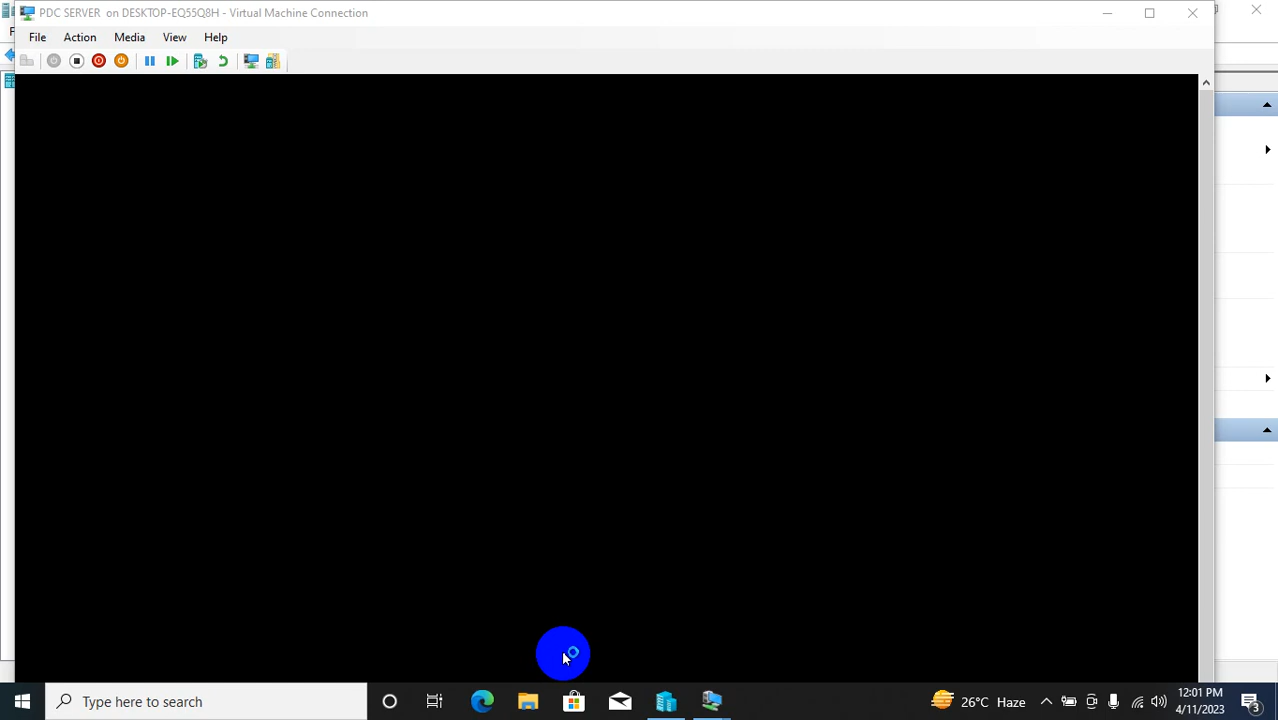 PDC SERVER on DESKTOP-EQ55Q8H - Virtual Machine Connection
File Action Media View Help
Type here to search
26°C Haze
12:01 PM
4/11/2023
3